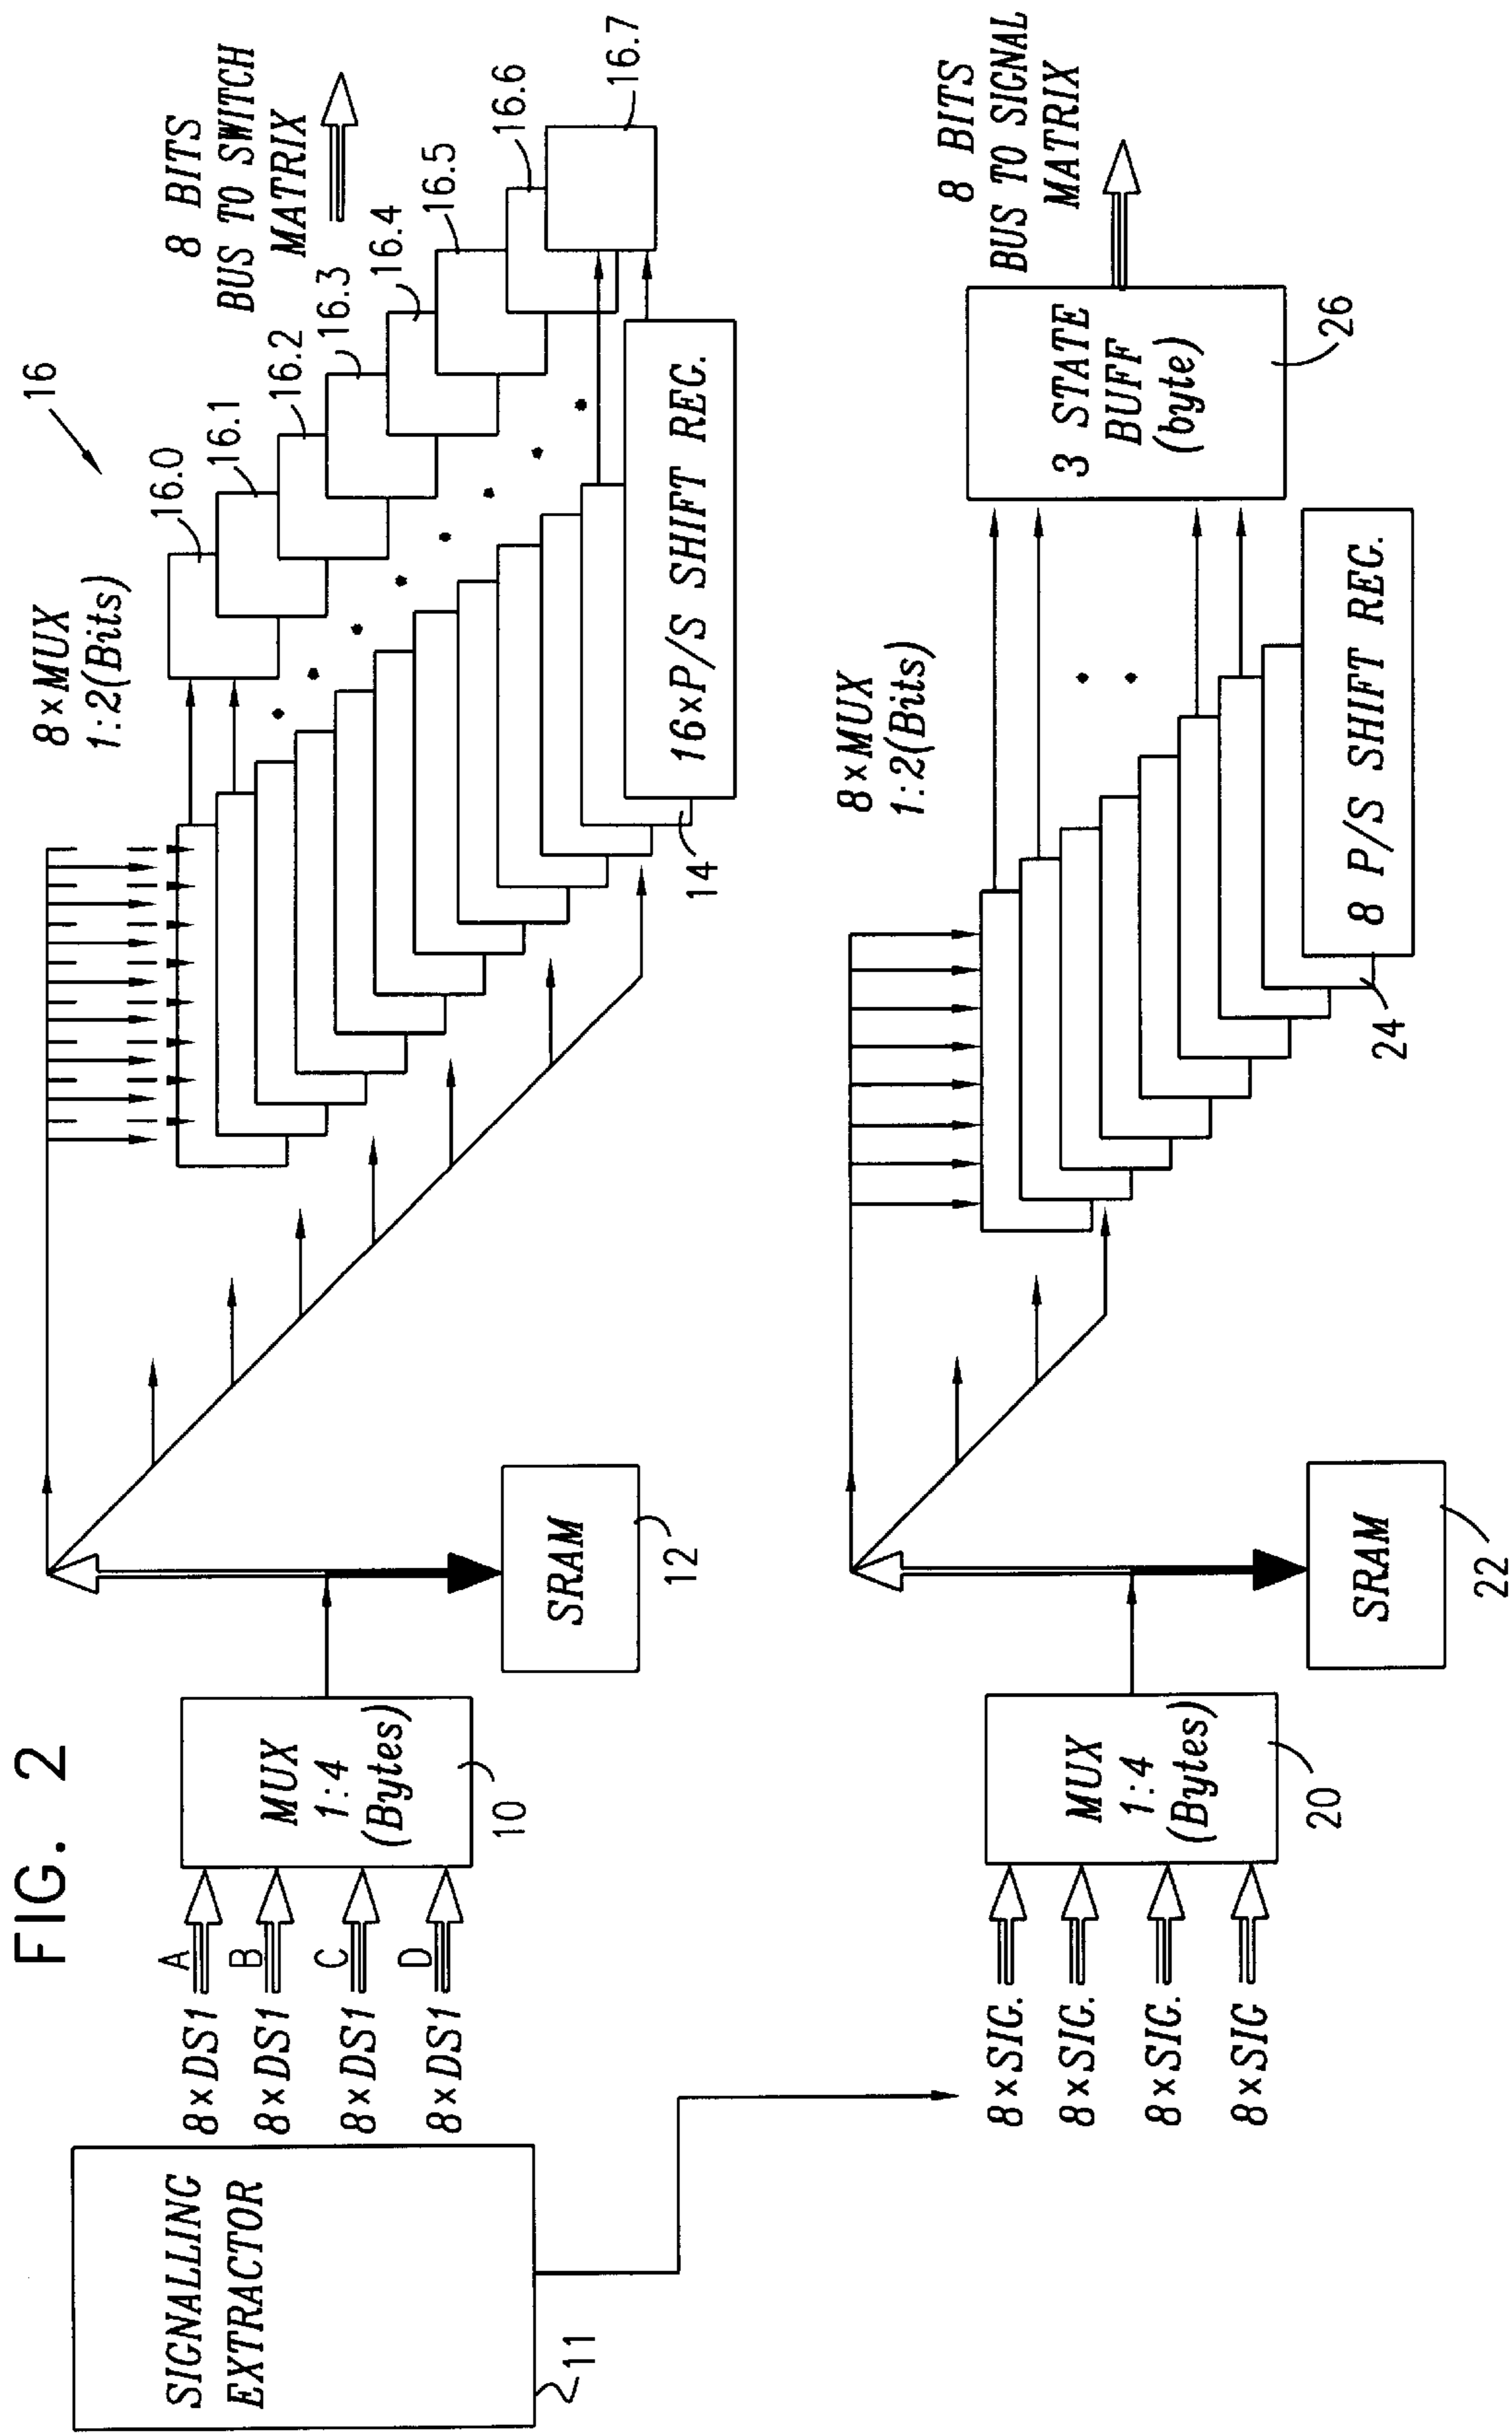 FIG. 2
SIGNALLING
EXTRACTOR
11
8×DS1
A
8×DS1
B
8×DS1
C
8×DS1
D
MUX
1:4
(Bytes)
10
SRAM
12
14
16×P/S SHIFT REG.
8×MUX
1:2(Bits)
16
16.0
16.1
16.2
16.3
16.4
16.5
16.6
16.7
8 BITS
BUS TO SWITCH
MATRIX
8×SIG.
8×SIG.
8×SIG.
8×SIG
MUX
1:4
(Bytes)
20
SRAM
22
24
8 P/S SHIFT REG.
8×MUX
1:2(Bits)
3 STATE
BUFF
(byte)
26
8 BITS
BUS TO SIGNAL
MATRIX